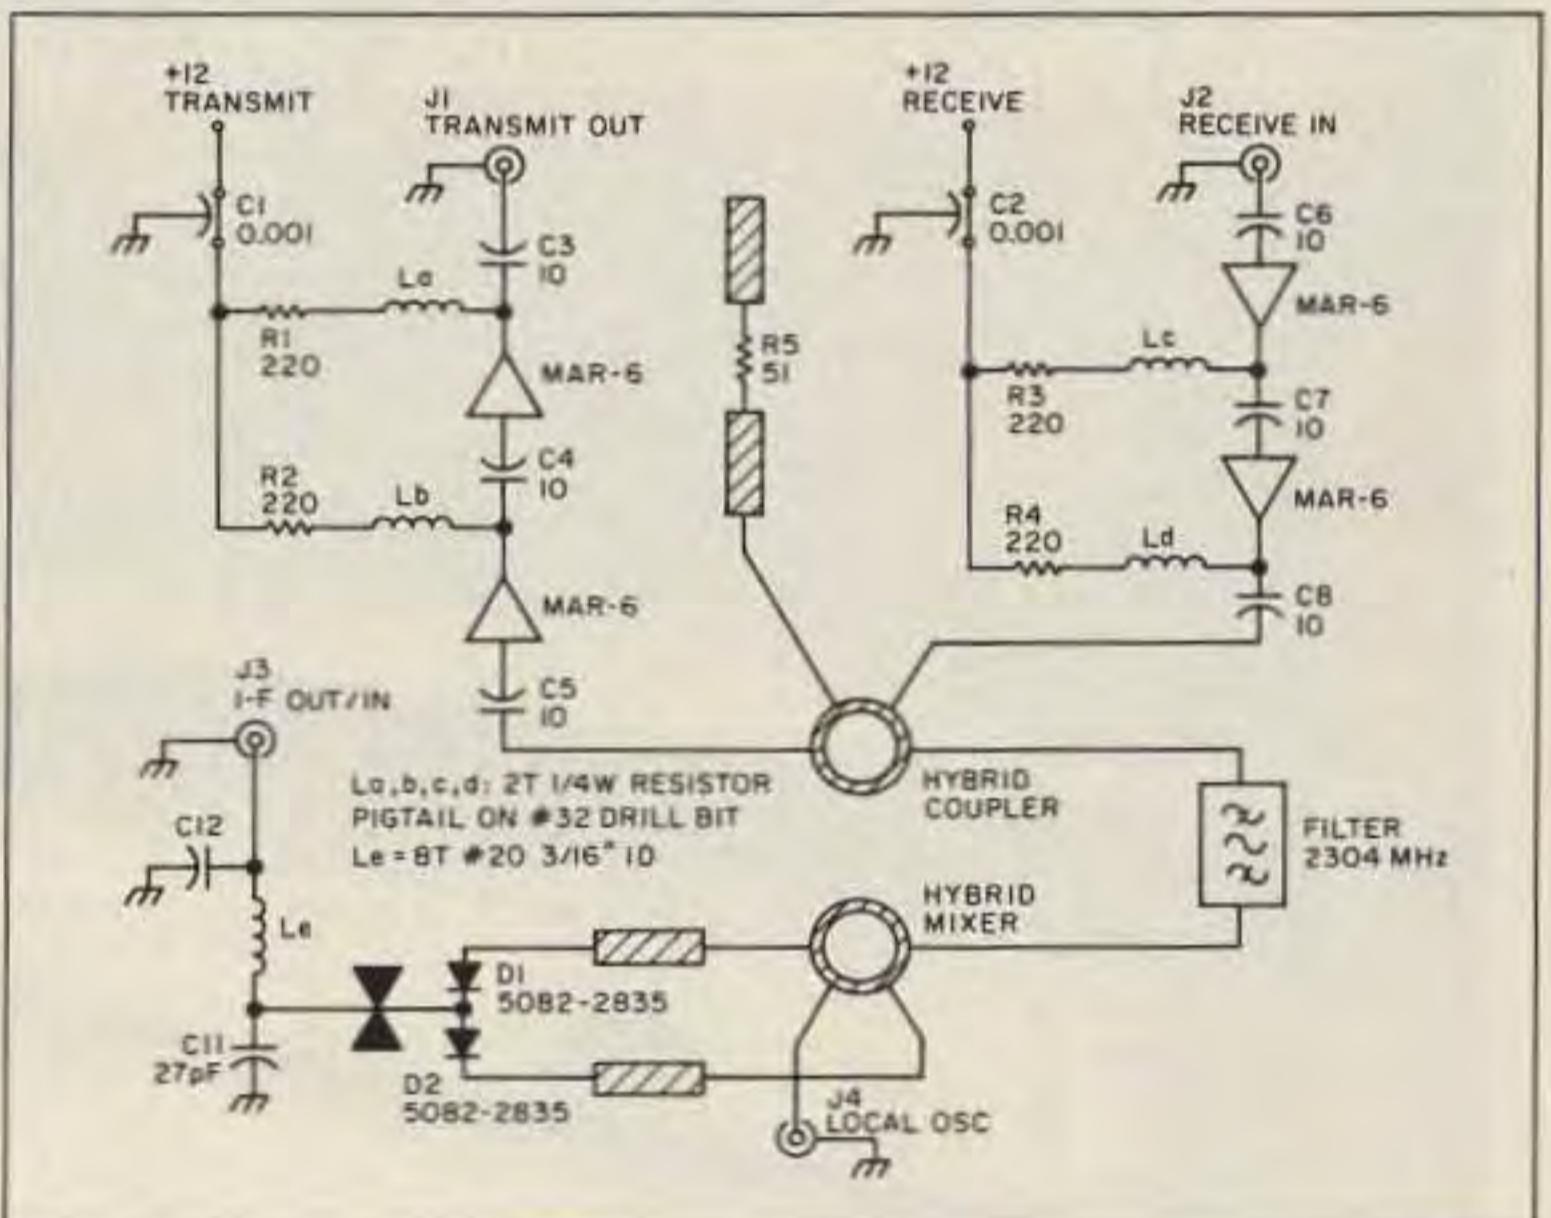 +12
TRANSMIT
J1
TRANSMIT OUT
+12
RECEIVE
J2
RECEIVE IN
C1
0.001
C3
10
C2
0.001
C6
10
La
MAR-6
R1
220
MAR-6
R5
51
Lc
R3
220
C7
10
R2
220
Lb
C4
10
MAR-6
R4
220
Ld
MAR-6
C8
10
J3
I-F OUT/IN
C5
10
La,b,c,d: 2T 1/4W RESISTOR
PIGTAIL ON #32 DRILL BIT
Le = 8T #20 3/16" ID
HYBRID
COUPLER
C12
FILTER
2304 MHz
Le
HYBRID
MIXER
D1
5082-2835
C11
27pF
D2
5082-2835
J4
LOCAL OSC